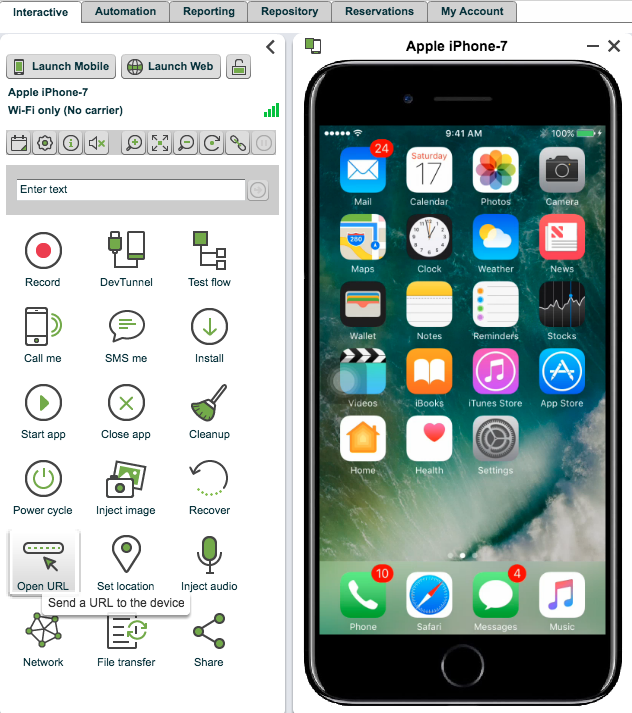 Interactive
Automation
Reporting
Repository
Reservations
My Account
Launch Mobile
Launch Web
Apple iPhone-7
Wi-Fi only (No carrier)
Enter text
Record
DevTunnel
Test flow
Call me
SMS me
Install
Start app
Close app
Cleanup
Power cycle
Inject image
Recover
Open URL
Set location
Inject audio
Send a URL to the device
Network
File transfer
Share
Apple iPhone-7
9:41 AM
100%
24
Saturday
17
Mail
Calendar
Photos
Camera
280
Maps
Clock
Weather
News
Wallet
Notes
Reminders
Stocks
Videos
iBooks
iTunes Store
App Store
Home
Health
Settings
10
4
Phone
Safari
Messages
Music